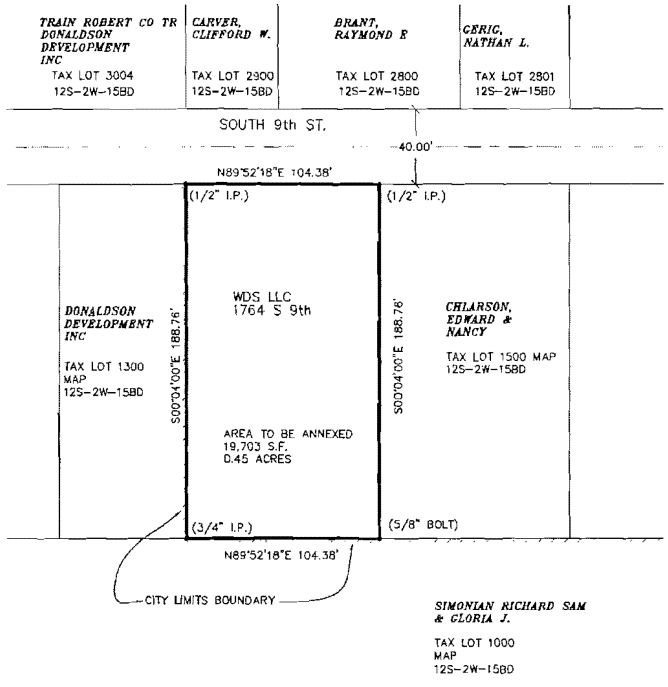 TRAIN ROBERT CO TR
DONALDSON
DEVELOPMENT
INC
TAX LOT 3004
12S-2W-15BD
CARVER,
CLIFFORD W.
TAX LOT 2900
12S-2W-15BD
BRANT,
RAYMOND E
TAX LOT 2800
12S-2W-15BD
GERIG,
NATHAN L.
TAX LOT 2801
12S-2W-15BD
SOUTH 9th ST.
40.00'
N89°52'18"E 104.38'
(1/2" I.P.)
(1/2" I.P.)
DONALDSON
DEVELOPMENT
INC
TAX LOT 1300
MAP
12S-2W-15BD
S00°04'00"E 188.76'
WDS LLC
1764 S 9th
AREA TO BE ANNEXED
19,703 S.F.
0.45 ACRES
S00°04'00"E 188.76'
CHLARSON,
EDWARD &
NANCY
TAX LOT 1500 MAP
12S-2W-15BD
(3/4" I.P.)
(5/8" BOLT)
N89°52'18"E 104.38'
CITY LIMITS BOUNDARY
SIMONIAN RICHARD SAM
& GLORIA J.
TAX LOT 1000
MAP
12S-2W-15BD